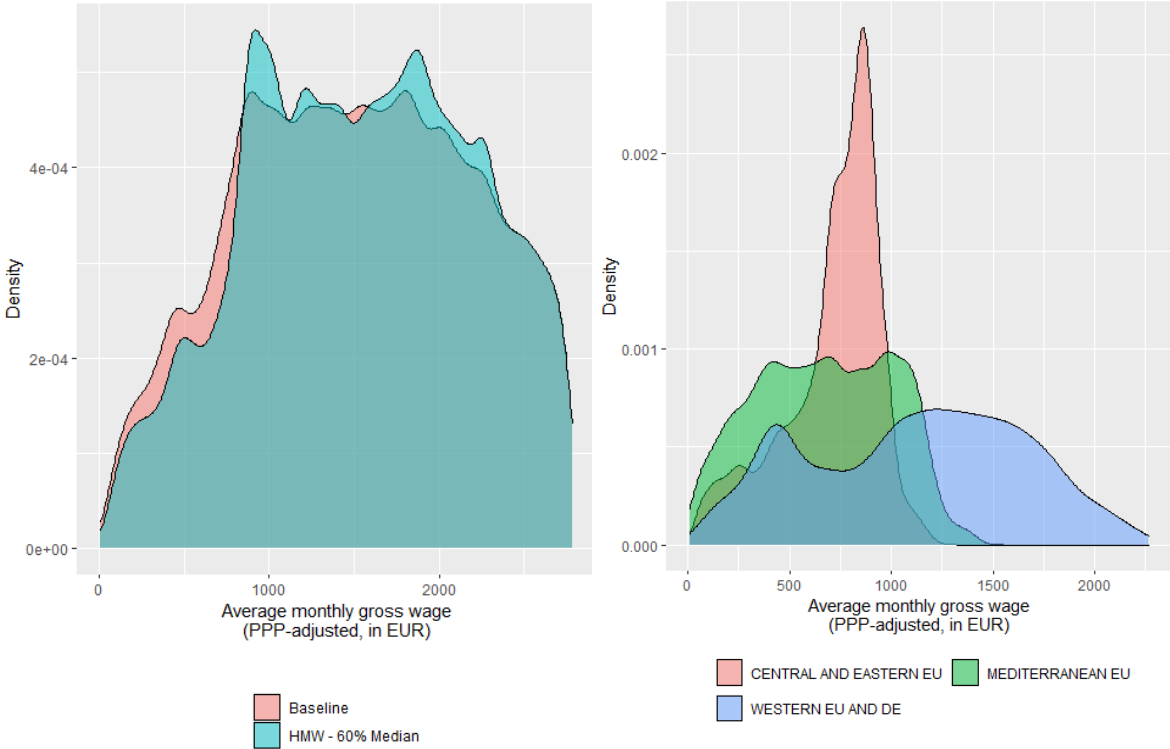 Density
4e-04
2e-04
0e+00
0
1000
2000
Average monthly gross wage
(PPP-adjusted, in EUR)
Baseline
HMW - 60% Median
Density
0.002
0.001
0.000
0
500
1000
1500
2000
Average monthly gross wage
(PPP-adjusted, in EUR)
CENTRAL AND EASTERN EU
MEDITERRANEAN EU
WESTERN EU AND DE